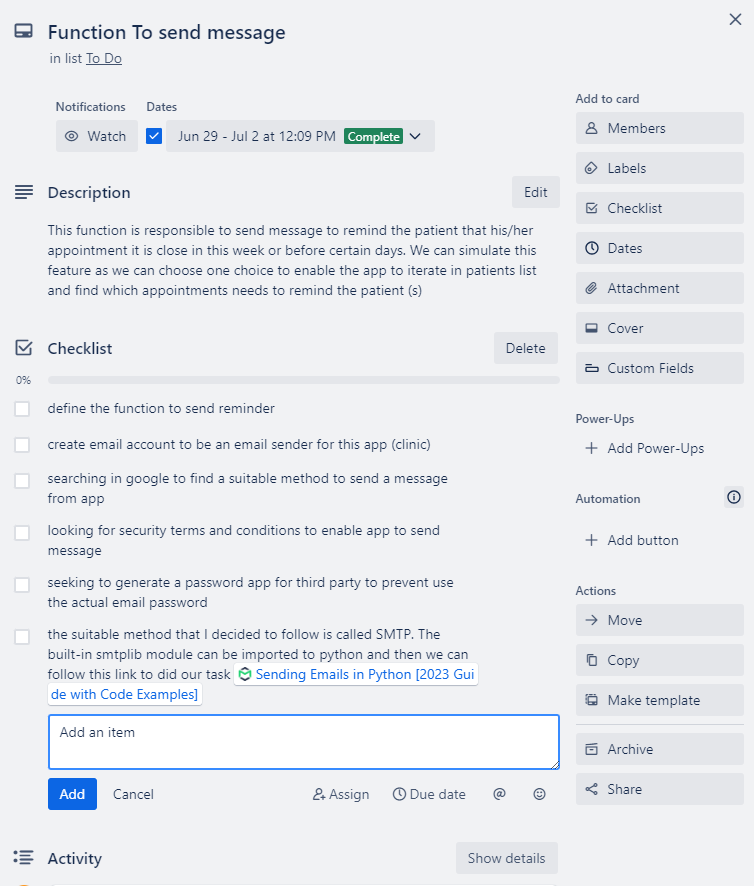 Function To send message
in list To Do
Notifications
Dates
Watch
Jun 29 - Jul 2 at 12:09 PM
Complete
Description
Edit
This function is responsible to send message to remind the patient that his/her
appointment it is close in this week or before certain days. We can simulate this
feature as we can choose one choice to enable the app to iterate in patients list
and find which appointments needs to remind the patient (s)
Checklist
Delete
0%
define the function to send reminder
create email account to be an email sender for this app (clinic)
searching in google to find a suitable method to send a message
from app
looking for security terms and conditions to enable app to send
message
seeking to generate a password app for third party to prevent use
the actual email password
the suitable method that I decided to follow is called SMTP. The
built-in smtplib module can be imported to python and then we can
follow this link to did our task Sending Emails in Python [2023 Gui
de with Code Examples]
Add an item
Add
Cancel
Assign
Due date
@
Activity
Show details
Add to card
Members
Labels
Checklist
Dates
Attachment
Cover
Custom Fields
Power-Ups
+ Add Power-Ups
Automation
+ Add button
Actions
Move
Copy
Make template
Archive
Share